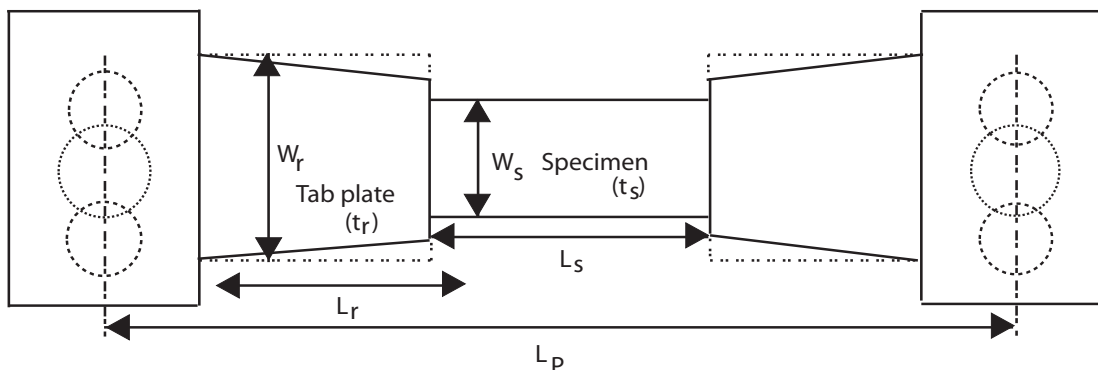 W_r
Tab plate
(t_r)
W_s
Specimen
(t_s)
L_s
L_r
L_P